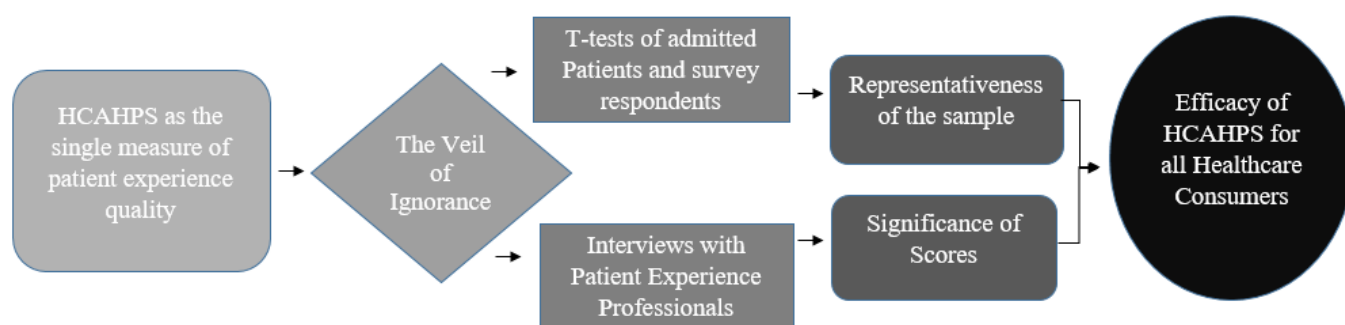 HCAHPS as the
single measure of
patient experience
quality
The Veil
of
Ignorance
T-tests of admitted
Patients and survey
respondents
Interviews with
Patient Experience
Professionals
Representativeness
of the sample
Significance of
Scores
Efficacy of
HCAHPS for
all Healthcare
Consumers